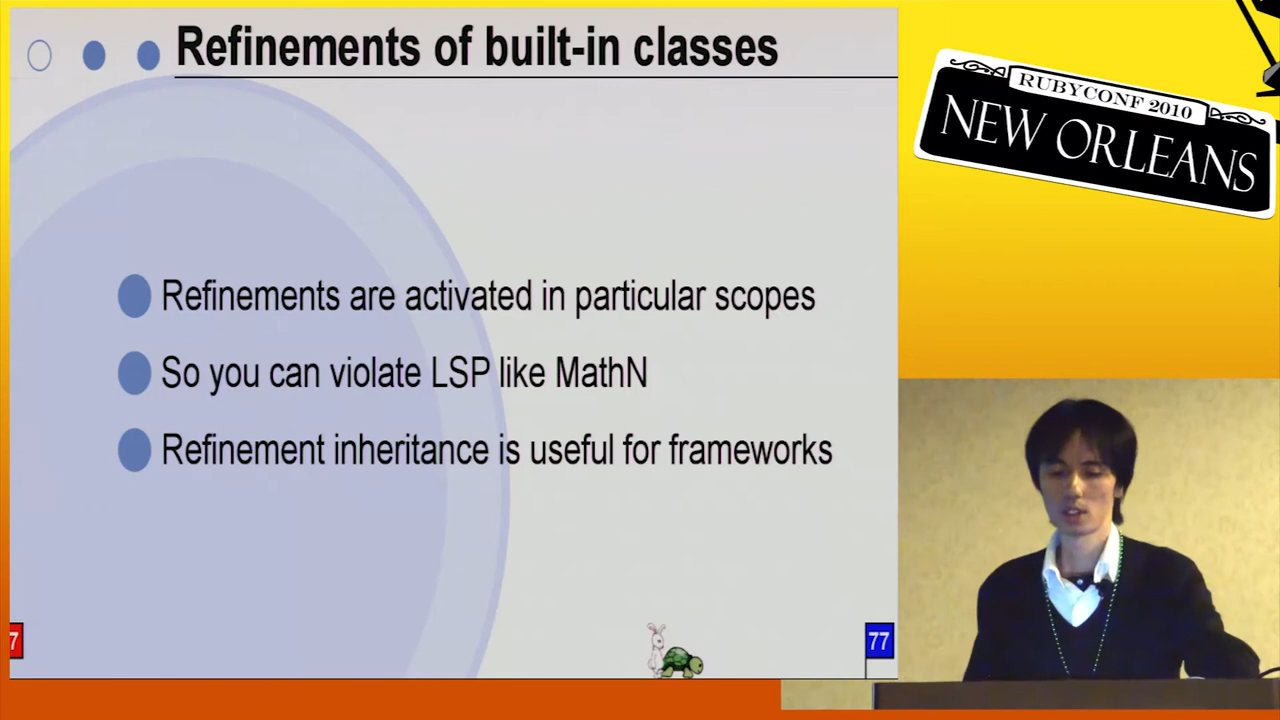 Refinements of built-in classes
RUBYCONF 2010
NEW ORLEANS
Refinements are activated in particular scopes
So you can violate LSP like MathN
Refinement inheritance is useful for frameworks
7
77